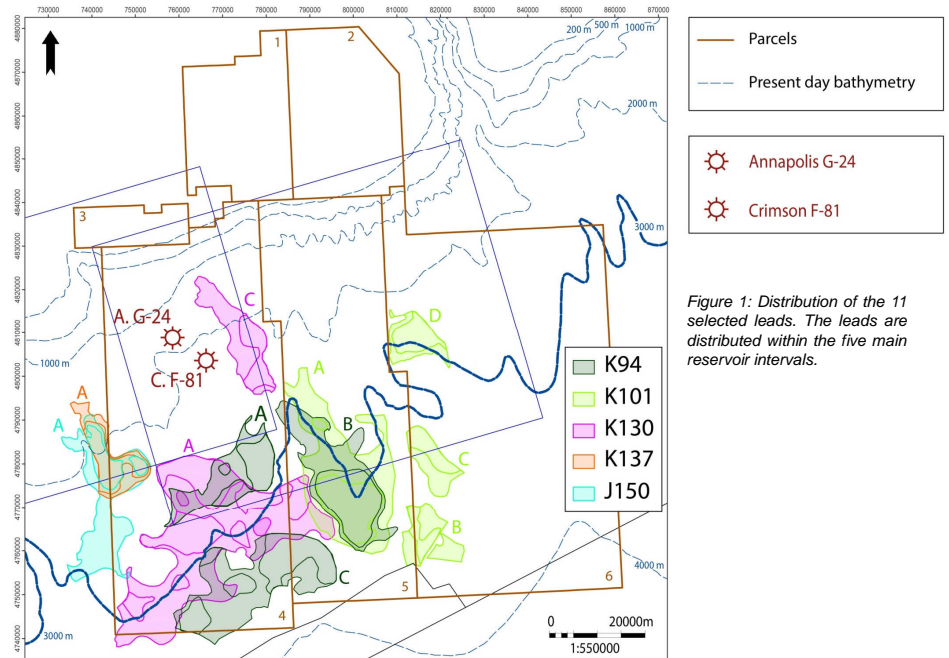 730000 740000 750000 760000 770000 780000 790000 800000 810000 820000 830000 840000 850000 860000 870000
4880000
4870000
4860000
4850000
4840000
4830000
4820000
4810000
4800000
4790000
4780000
4770000
4760000
4750000
4740000
1
2
200 m
500 m
1000 m
2000 m
3
3000 m
C
A. G-24
C. F-81
1000 m
D
A
A
A
A
B
A
C
B
C
4
5
6
3000 m
4000 m
K94
K101
K130
K137
J150
0 20000m
1:550000
Parcels
Present day bathymetry
Annapolis G-24
Crimson F-81
Figure 1: Distribution of the 11
selected leads. The leads are
distributed within the five main
reservoir intervals.